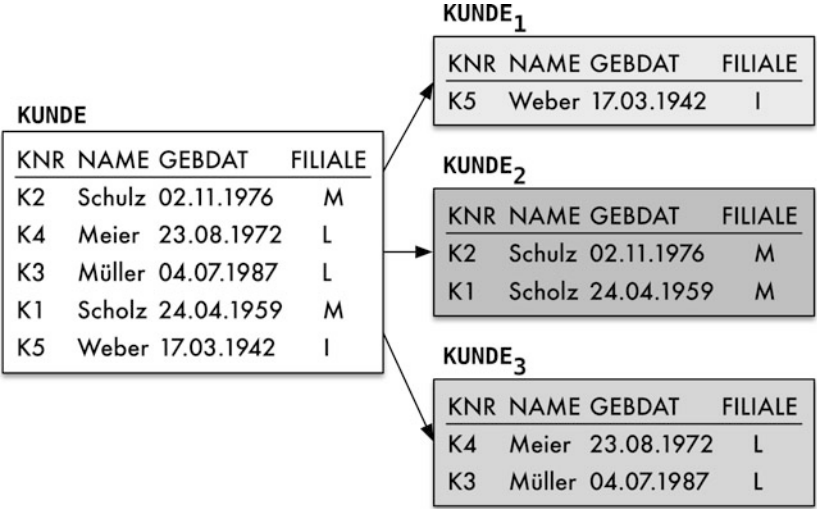 KUNDE
KNR NAME GEBDAT FILIALE
K2 Schulz 02.11.1976 M
K4 Meier 23.08.1972 L
K3 Müller 04.07.1987 L
K1 Scholz 24.04.1959 M
K5 Weber 17.03.1942 I
KUNDE1
KNR NAME GEBDAT FILIALE
K5 Weber 17.03.1942 I
KUNDE2
KNR NAME GEBDAT FILIALE
K2 Schulz 02.11.1976 M
K1 Scholz 24.04.1959 M
KUNDE3
KNR NAME GEBDAT FILIALE
K4 Meier 23.08.1972 L
K3 Müller 04.07.1987 L